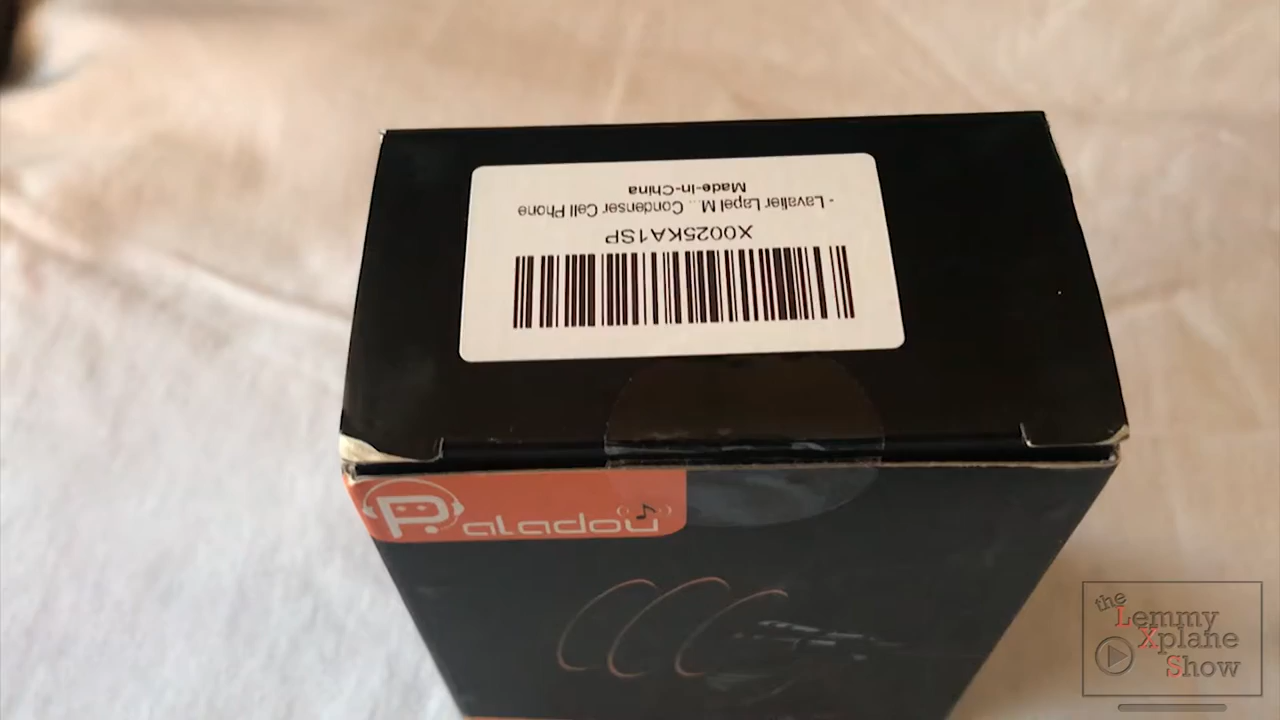 X0025KA1SP
- Lavalier Lapel M... Condenser Cell Phone
Made-In-China
Paladou
the
Lemmy
Xplane
Show